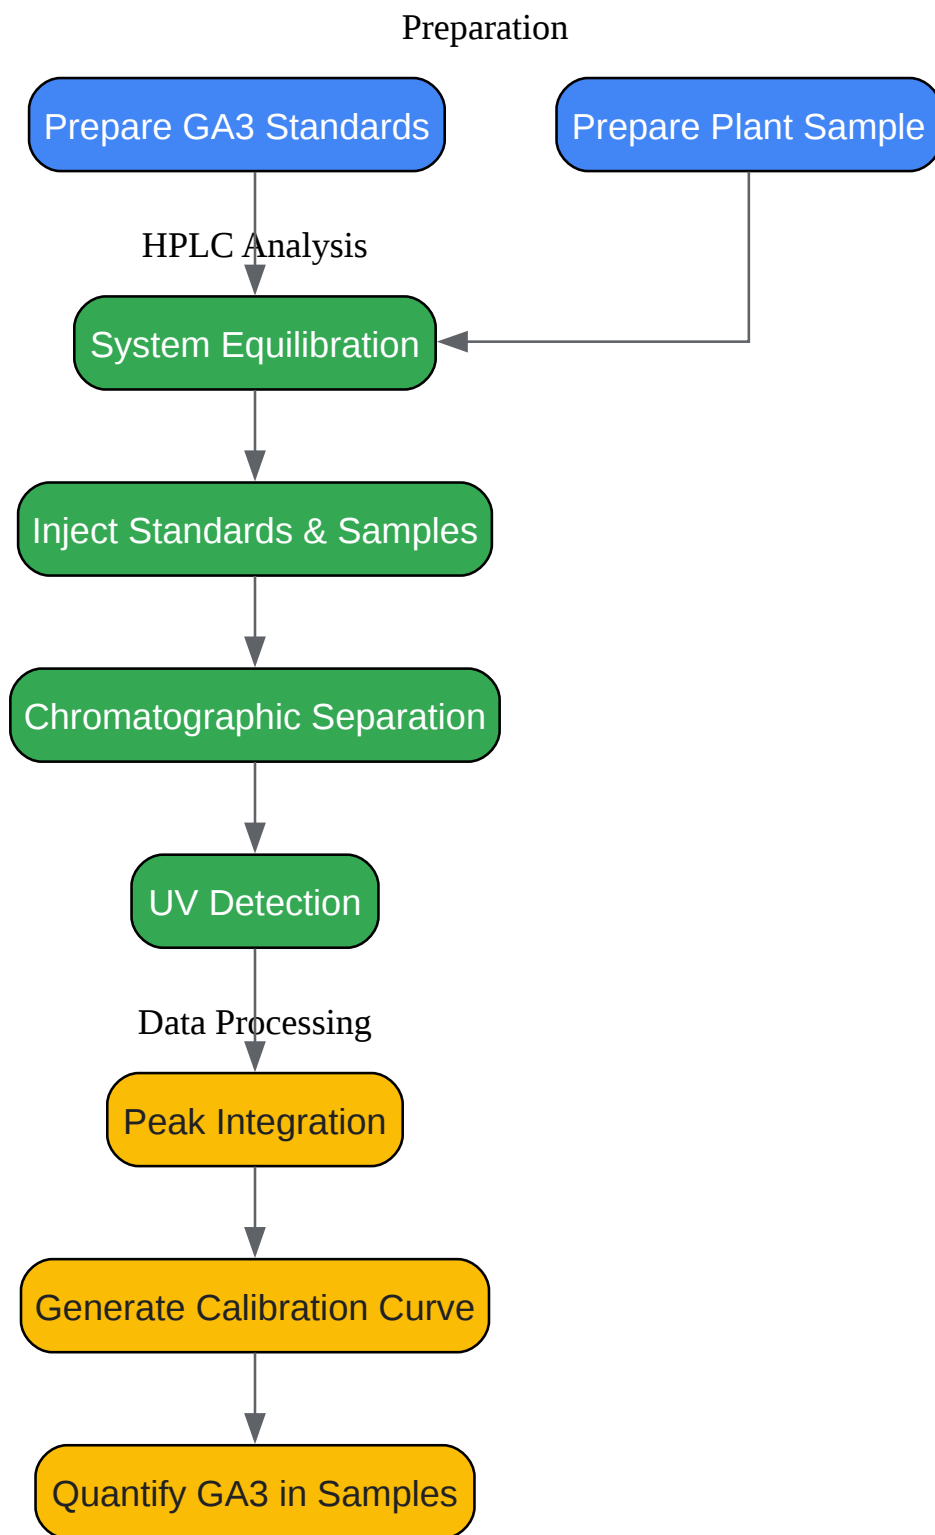 Preparation
Prepare GA3 Standards
Prepare Plant Sample
HPLC Analysis
System Equilibration
Inject Standards & Samples
Chromatographic Separation
UV Detection
Data Processing
Peak Integration
Generate Calibration Curve
Quantify GA3 in Samples